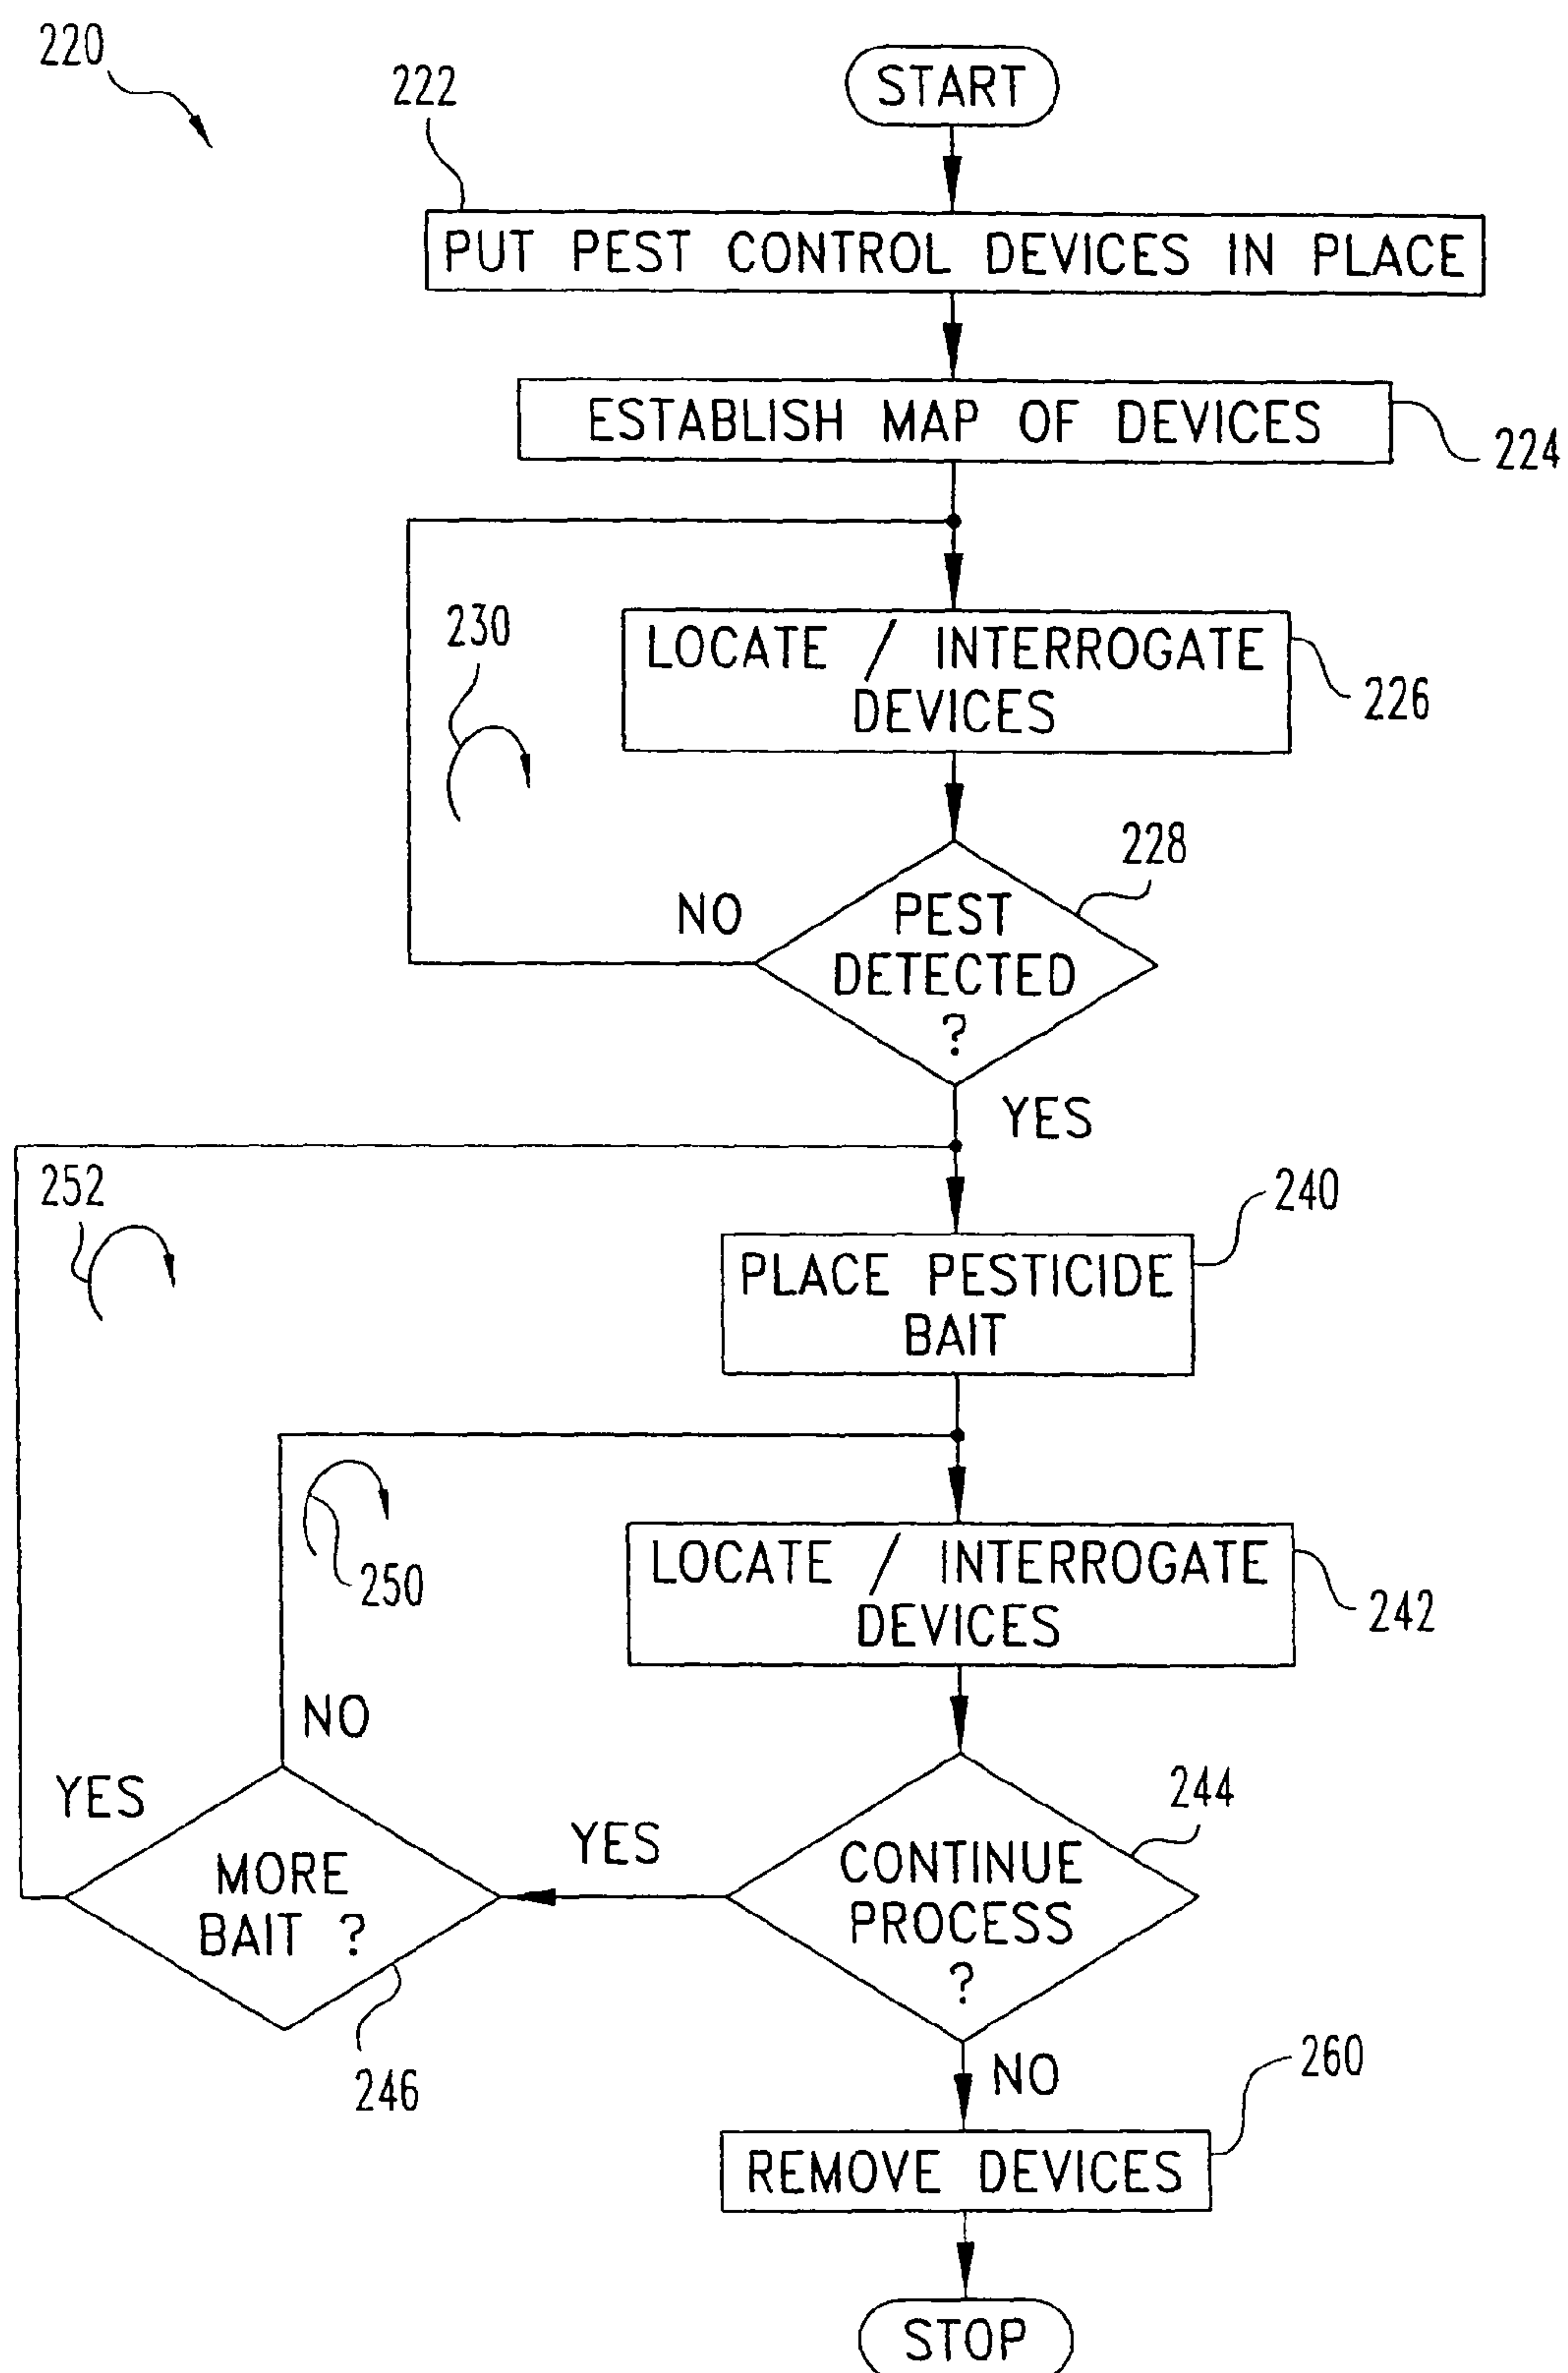 220
START
222
PUT PEST CONTROL DEVICES IN PLACE
ESTABLISH MAP OF DEVICES
224
230
LOCATE / INTERROGATE
DEVICES
226
228
NO
PEST
DETECTED
?
YES
252
240
PLACE PESTICIDE
BAIT
250
LOCATE / INTERROGATE
DEVICES
242
NO
YES
MORE
BAIT ?
246
YES
244
CONTINUE
PROCESS
?
NO
260
REMOVE DEVICES
STOP